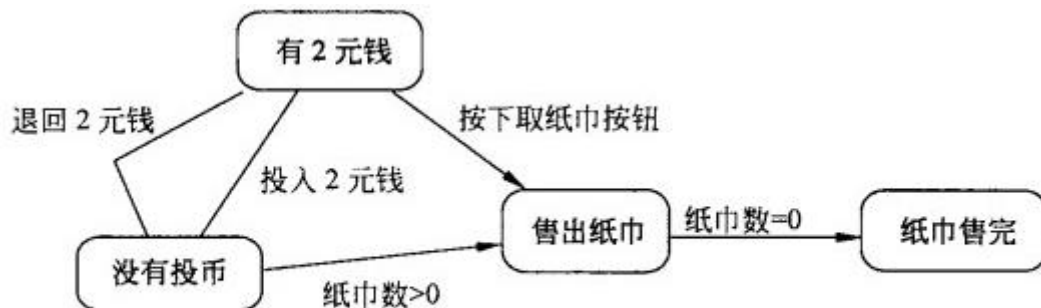 有2元钱
退回2元钱
按下取纸巾按钮
投入2元钱
售出纸巾
纸巾数=0
纸巾售完
没有投币
纸巾数>0